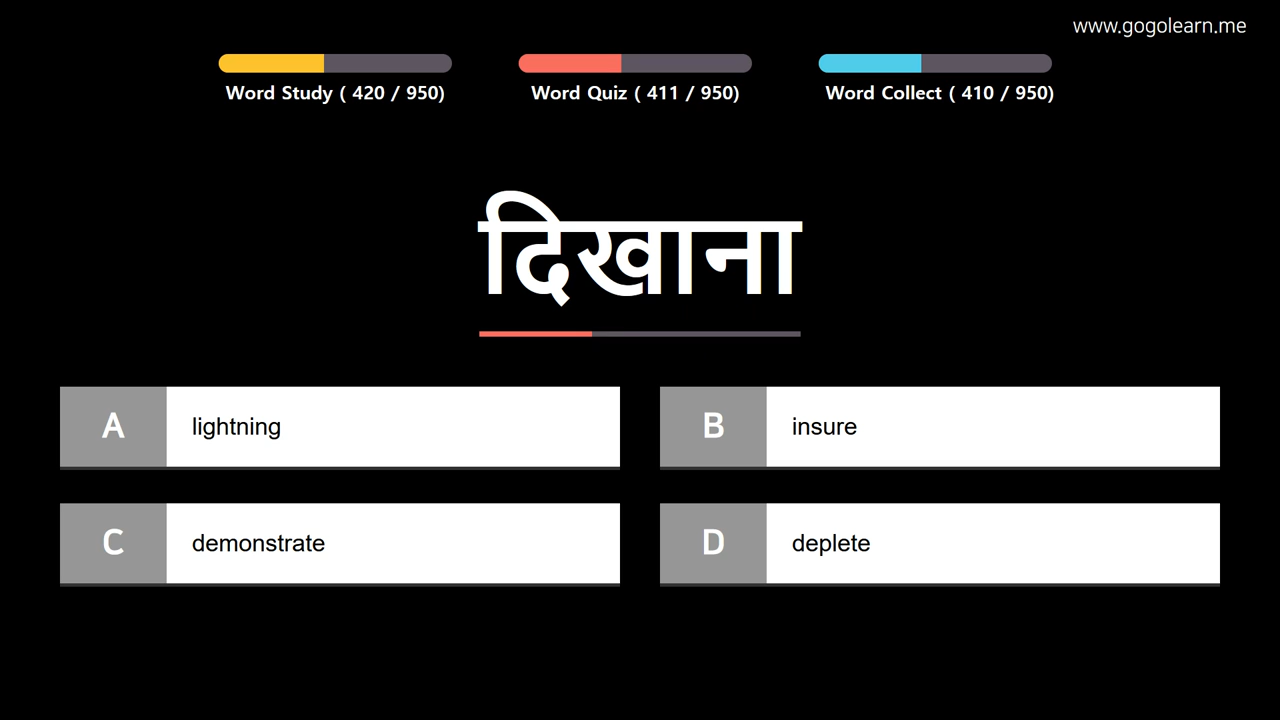 www.gogolearn.me
Word Study ( 420 / 950)
Word Quiz ( 411 / 950)
Word Collect ( 410 / 950)
दिखाना
A lightning
B insure
C demonstrate
D deplete